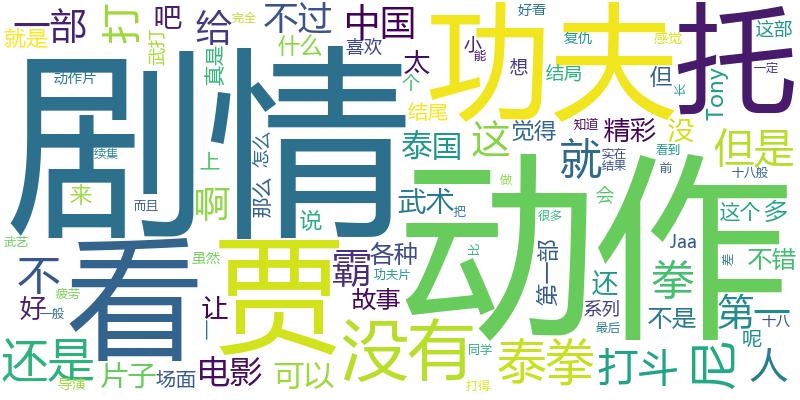 一部
打
吧
给
不过
中国
什么
喜欢
就是
武打
真是
太
个
动作片
剧情
功夫
托
小
能
好看
复仇
想
结局
感觉
这部
但
一定
长
Tony
续集
来
而且
上
啊
那么
怎么
说
结尾
泰国
这
觉得
知道
精彩
没
实在
结果
看到
前
但是
十八般
就
武术
把
做
很多
会
这个
多
武艺
看
贾
虽然
霸
各种
动作
比
功夫片
第一部
Jaa
差
不错
不
好
一般
疲劳
让
一
故事
还
系列
最后
拳
不是
第一
十八
呢
还是
导演
片子
场面
电影
可以
没有
同学
打得
泰拳
打斗
尼
人
完全